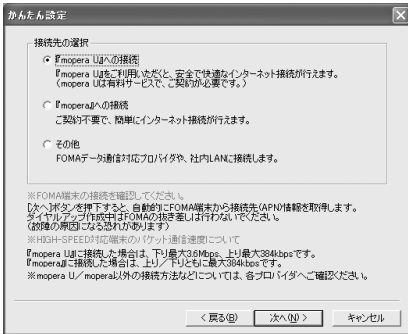 かんたん設定
接続先の選択
『mopera U』への接続
『mopera U』をご利用いただくと、安全で快適なインターネット接続が行えます。
(mopera Uは有料サービスで、ご契約が必要です。)
『mopera』への接続
ご契約不要で、簡単にインターネット接続が行えます。
その他
FOMAデータ通信対応プロバイダや、社内LANに接続します。
※FOMA端末の接続を確認してください。
[次へ]ボタンを押下すると、自動的にFOMA端末から接続先(APN)情報を取得します。
ダイヤルアップ作成中はFOMAの抜き差しは行わないでください。
(故障の原因になる恐れがあります)
※HIGH-SPEED対応端末のパケット通信速度について
『mopera U』に接続した場合は、下り最大3.6Mbps、上り最大384kbpsです。
『mopera』に接続した場合は、上り/下りともに最大384kbpsです。
※mopera U/mopera以外の接続方法などについては、各プロバイダへご確認ください。
< 戻る(B) 次へ(N) > キャンセル